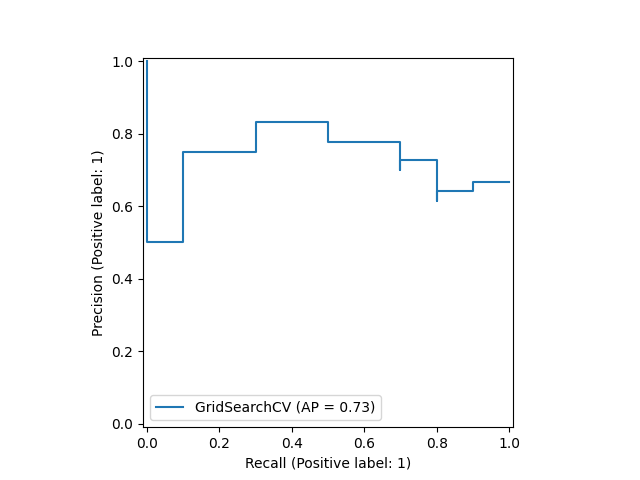 1.0
0.8
0.6
0.4
0.2
0.0
Precision (Positive label: 1)
GridSearchCV (AP = 0.73)
0.0 0.2 0.4 0.6 0.8 1.0
Recall (Positive label: 1)